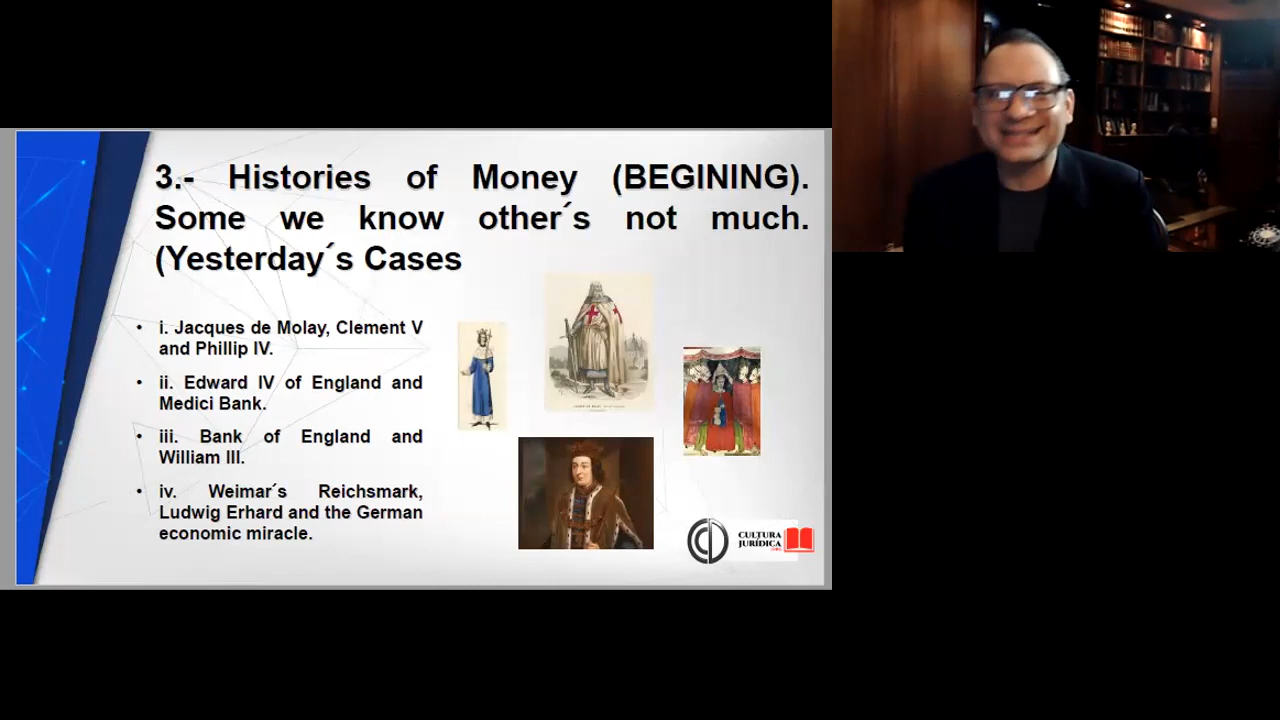 3.- Histories of Money (BEGINING).
Some we know other´s not much.
(Yesterday´s Cases
• i. Jacques de Molay, Clement V
and Phillip IV.
• ii. Edward IV of England and
Medici Bank.
• iii. Bank of England and
William III.
• iv. Weimar´s Reichsmark,
Ludwig Erhard and the German
economic miracle.
CULTURA
JURÍDICA